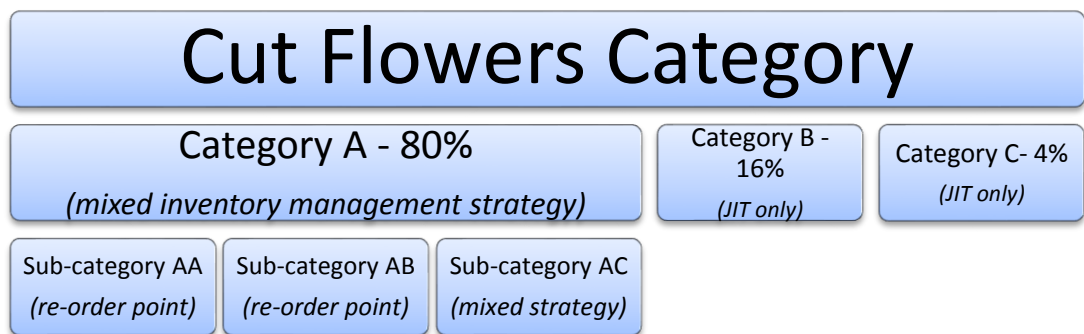 Cut Flowers Category
Category A - 80%
(mixed inventory management strategy)
Category B -
16%
(JIT only)
Category C- 4%
(JIT only)
Sub-category AA
(re-order point)
Sub-category AB
(re-order point)
Sub-category AC
(mixed strategy)